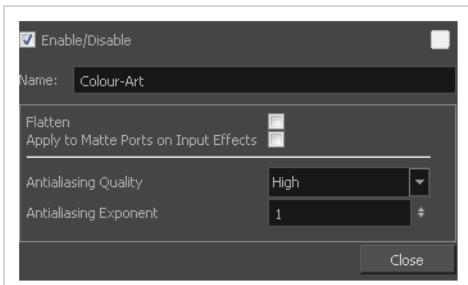 Enable/Disable
Name: Colour-Art
Flatten
Apply to Matte Ports on Input Effects
Antialiasing Quality High
Antialiasing Exponent 1
Close